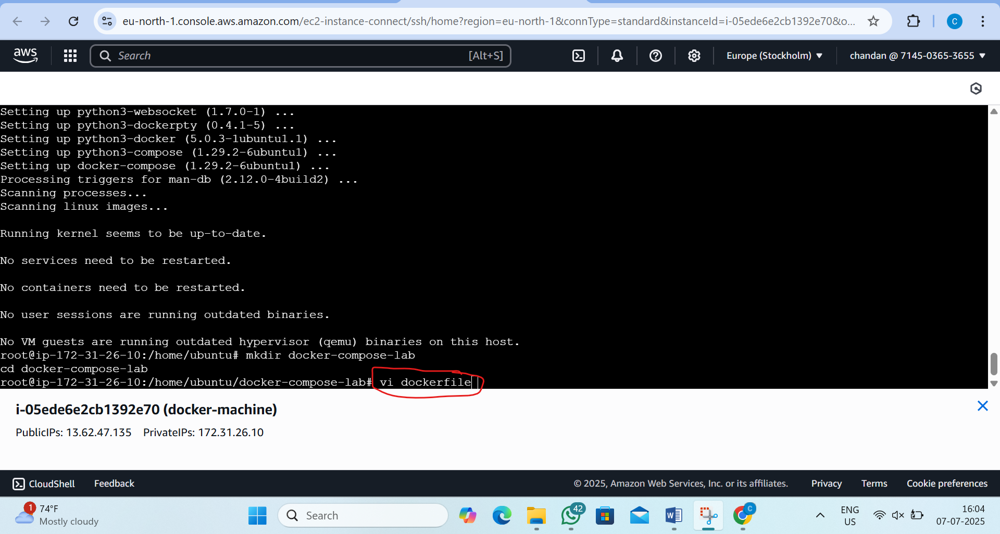 eu-north-1.console.aws.amazon.com/ec2-instance-connect/ssh/home?region=eu-north-1&connType=standard&instanceId=i-05ede6e2cb1392e70&o...
C
aws
Search
[Alt+S]
Europe (Stockholm)
chandan @ 7145-0365-3655
Setting up python3-websocket (1.7.0-1) ...
Setting up python3-dockerpty (0.4.1-5) ...
Setting up python3-docker (5.0.3-1ubuntu1.1) ...
Setting up python3-compose (1.29.2-6ubuntu1) ...
Setting up docker-compose (1.29.2-6ubuntu1) ...
Processing triggers for man-db (2.12.0-4build2) ...
Scanning processes...
Scanning linux images...
Running kernel seems to be up-to-date.
No services need to be restarted.
No containers need to be restarted.
No user sessions are running outdated binaries.
No VM guests are running outdated hypervisor (qemu) binaries on this host.
root@ip-172-31-26-10:/home/ubuntu# mkdir docker-compose-lab
cd docker-compose-lab
root@ip-172-31-26-10:/home/ubuntu/docker-compose-lab# vi dockerfile
i-05ede6e2cb1392e70 (docker-machine)
PublicIPs: 13.62.47.135 PrivateIPs: 172.31.26.10
CloudShell
Feedback
© 2025, Amazon Web Services, Inc. or its affiliates.
Privacy
Terms
Cookie preferences
1
74°F
Mostly cloudy
Search
42
W
C
ENG
US
16:04
07-07-2025